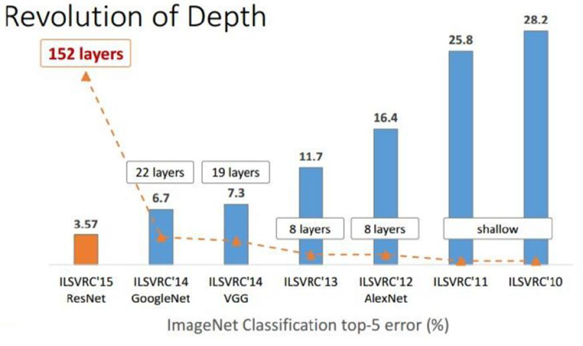 Revolution of Depth
28.2
25.8
152 layers
16.4
11.7
22 layers
19 layers
6.7
7.3
3.57
8 layers
8 layers
shallow
ILSVRC'15
ResNet
ILSVRC'14
GoogleNet
ILSVRC'14
VGG
ILSVRC'13
ILSVRC'12
AlexNet
ILSVRC'11
ILSVRC'10
ImageNet Classification top-5 error (%)